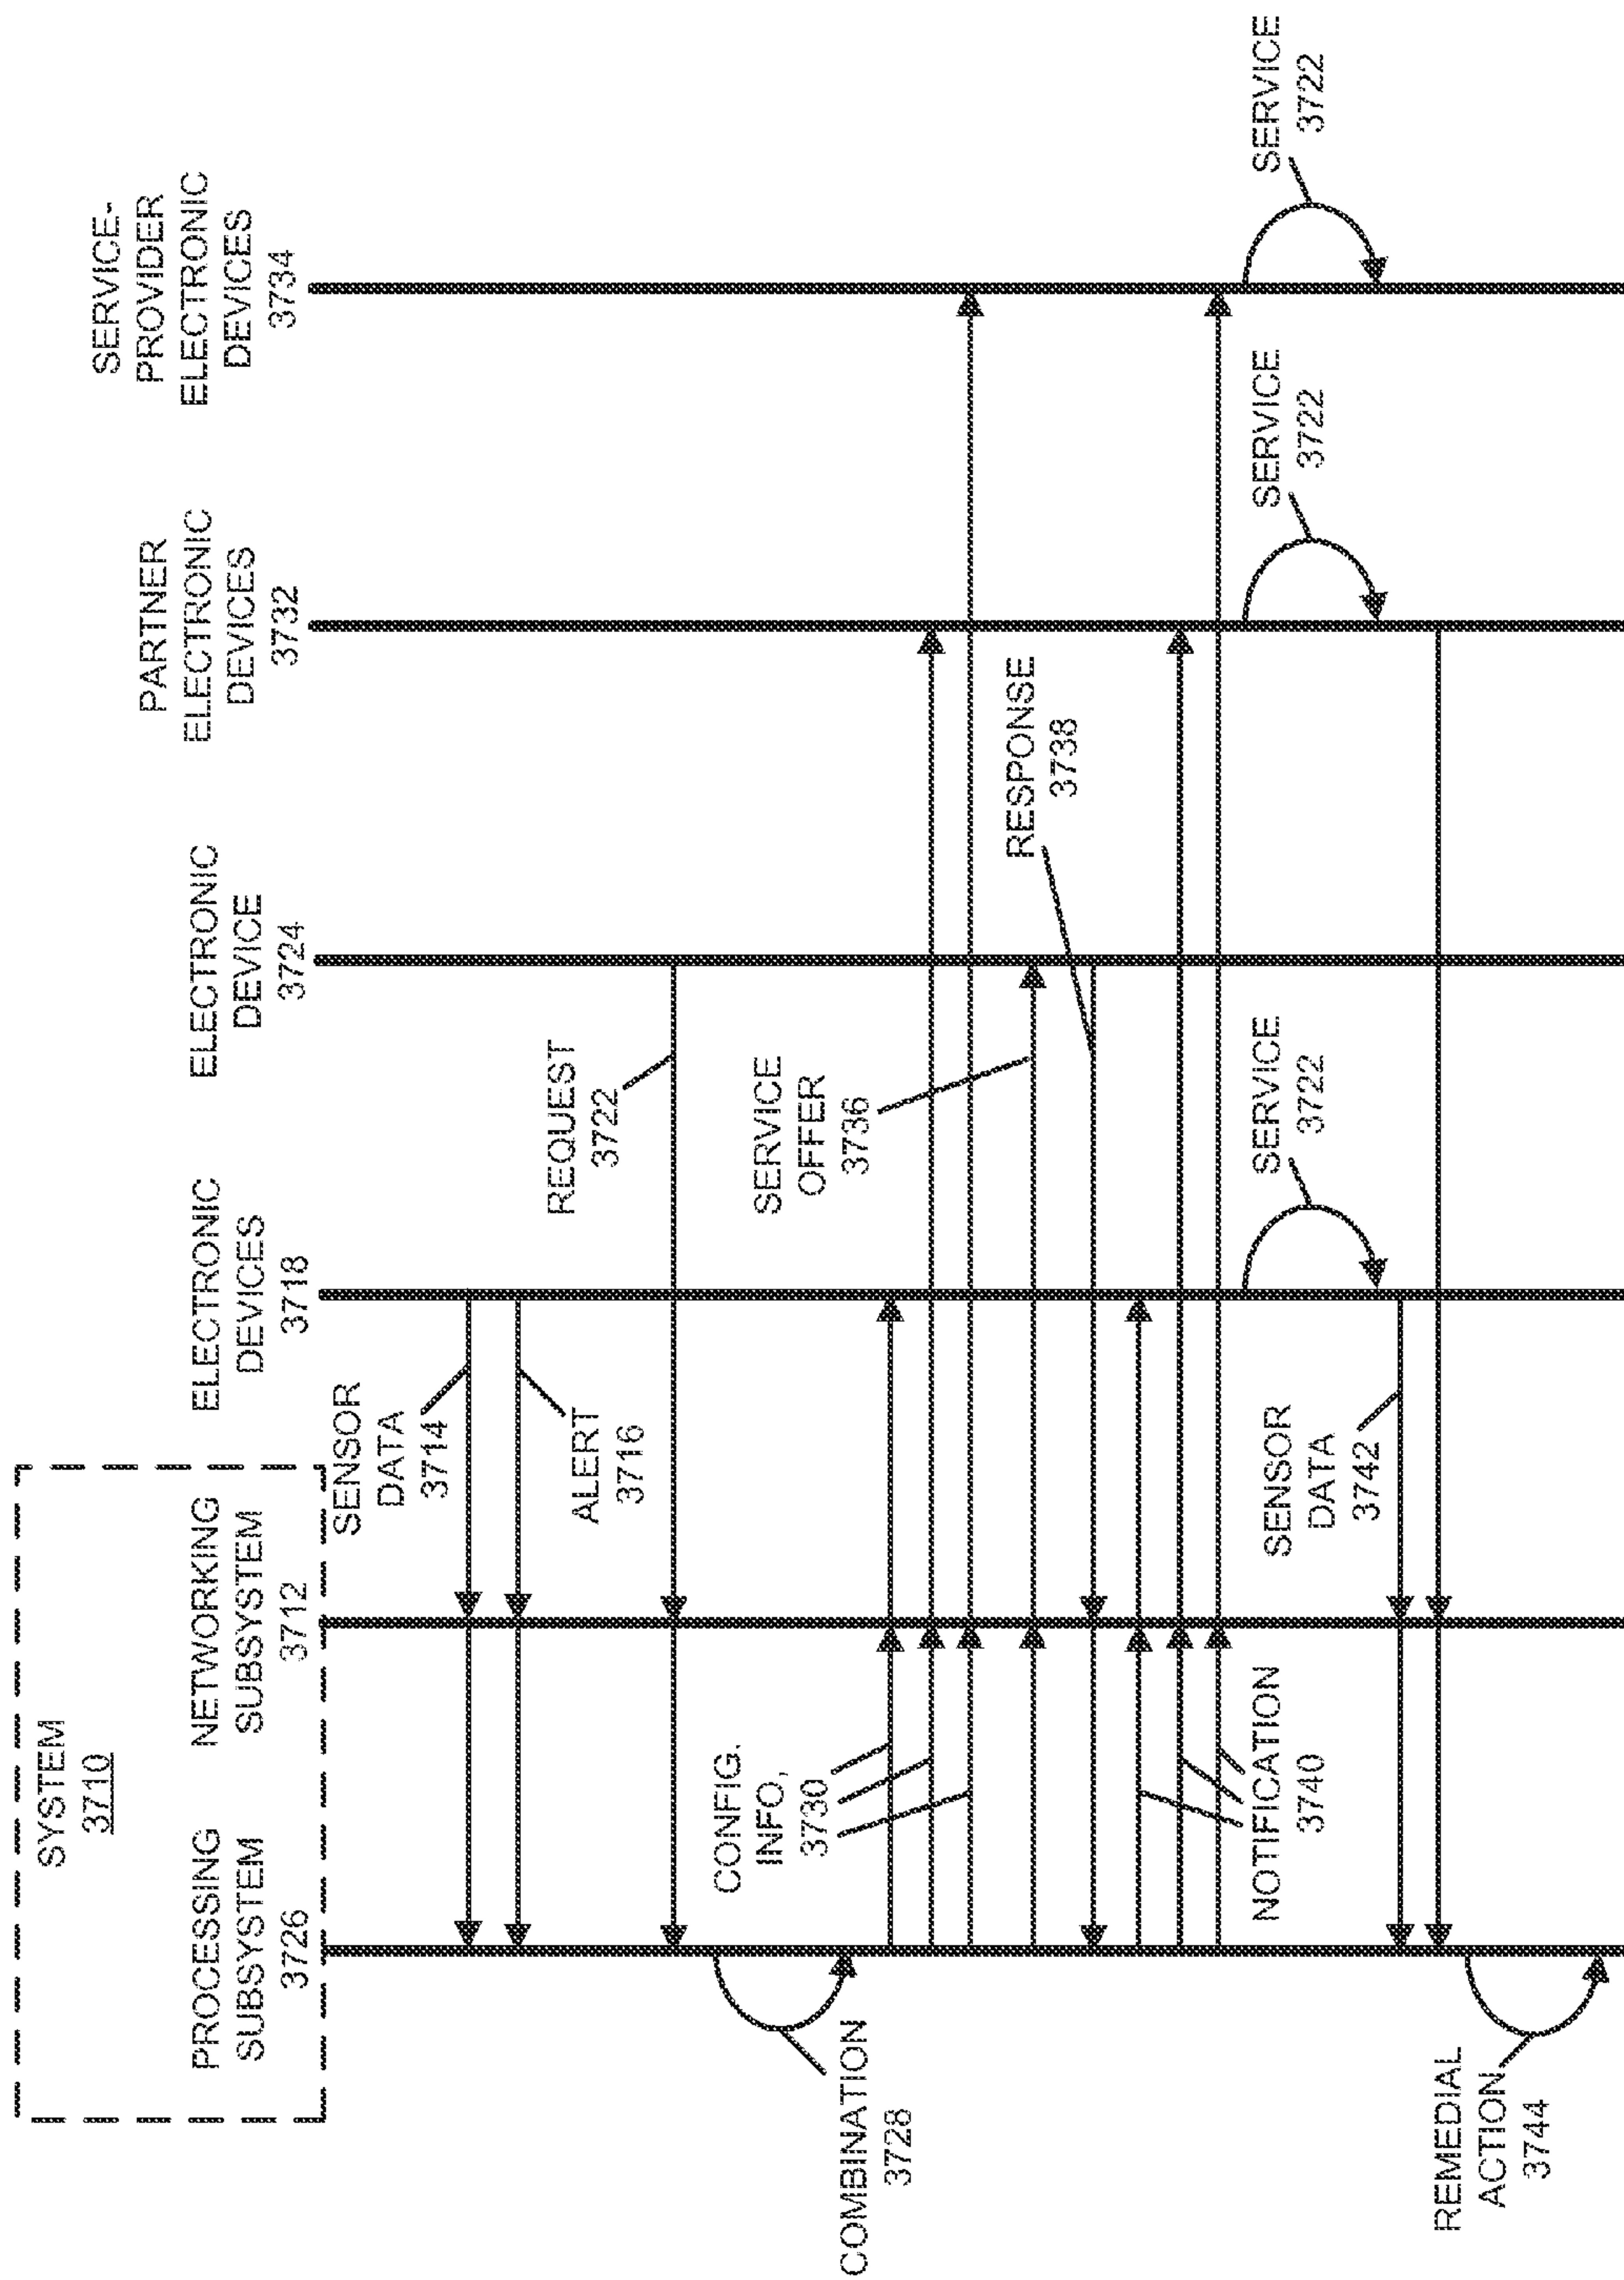 SYSTEM
3710
PROCESSING
SUBSYSTEM
3726
NETWORKING
SUBSYSTEM
3712
ELECTRONIC
DEVICES
3718
ELECTRONIC
DEVICE
3724
PARTNER
ELECTRONIC
DEVICES
3732
SERVICE-
PROVIDER
ELECTRONIC
DEVICES
3734
SENSOR
DATA
3714
ALERT
3716
REQUEST
3722
COMBINATION
3728
CONFIG.
INFO,
3730
SERVICE
OFFER
3736
RESPONSE
3738
NOTIFICATION
3740
SERVICE
3722
SERVICE
3722
SERVICE
3722
SENSOR
DATA
3742
REMEDIAL
ACTION
3744